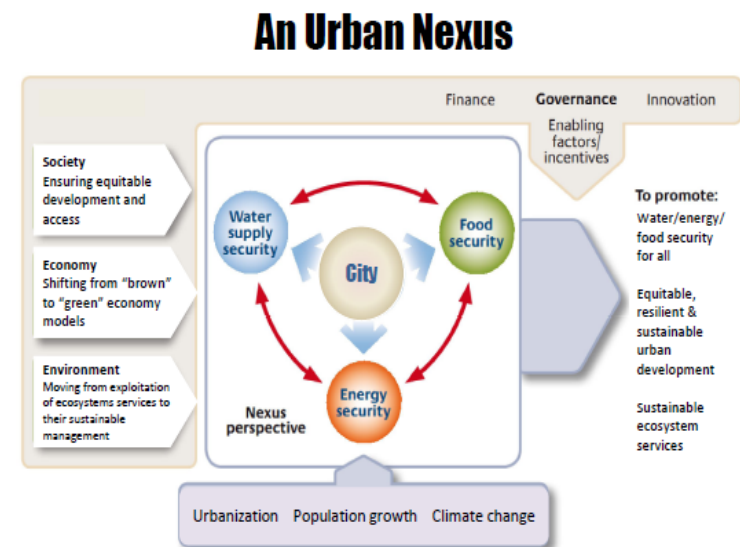 An Urban Nexus
Finance Governance Innovation
Enabling
factors/
incentives
Society
Ensuring equitable
development and
access
Economy
Shifting from “brown”
to “green” economy
models
Environment
Moving from exploitation
of ecosystems services to
their sustainable
management
Water
supply
security
Food
security
City
Energy
security
Nexus
perspective
To promote:
Water/energy/
food security
for all
Equitable,
resilient &
sustainable
urban
development
Sustainable
ecosystem
services
Urbanization Population growth Climate change